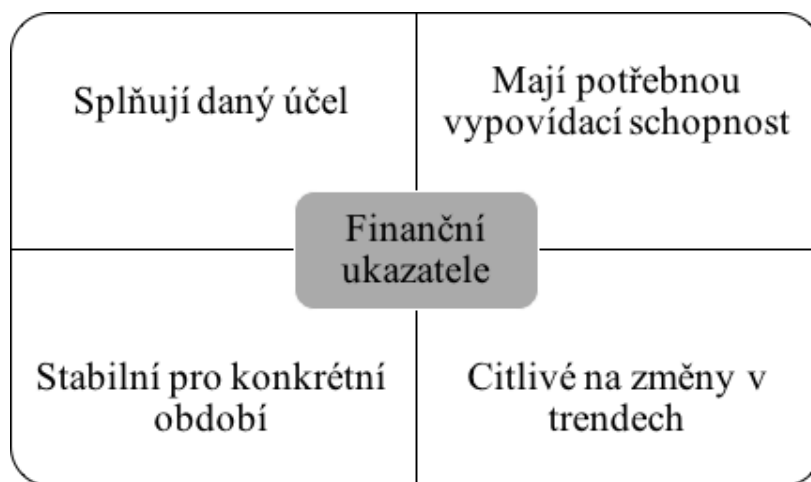 Splňují daný účel
Mají potřebnou
vypovídací schopnost
Finanční
ukazatele
Stabilní pro konkrétní
období
Citlivé na změny v
trendech